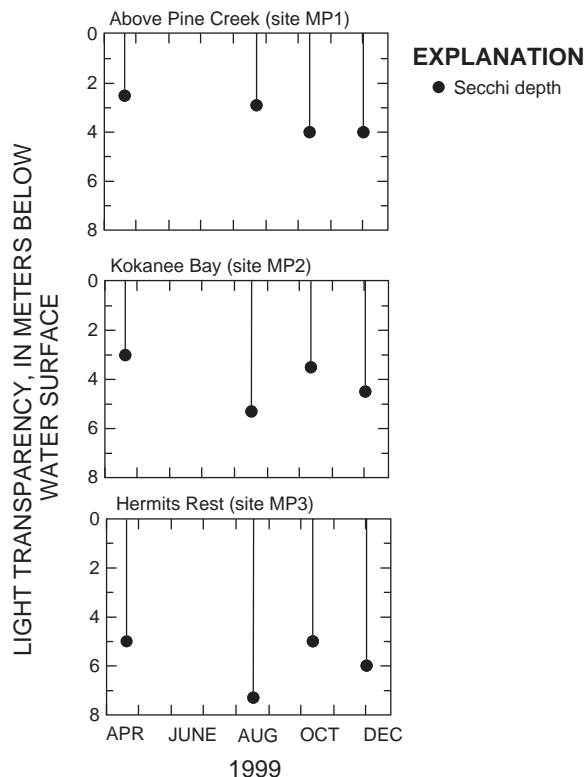 Above Pine Creek (site MP1)
0
2
4
6
8
EXPLANATION
Secchi depth
LIGHT TRANSPARENCY, IN METERS BELOW
WATER SURFACE
Kokanee Bay (site MP2)
0
2
4
6
8
Hermits Rest (site MP3)
0
2
4
6
8
APR JUNE AUG OCT DEC
1999